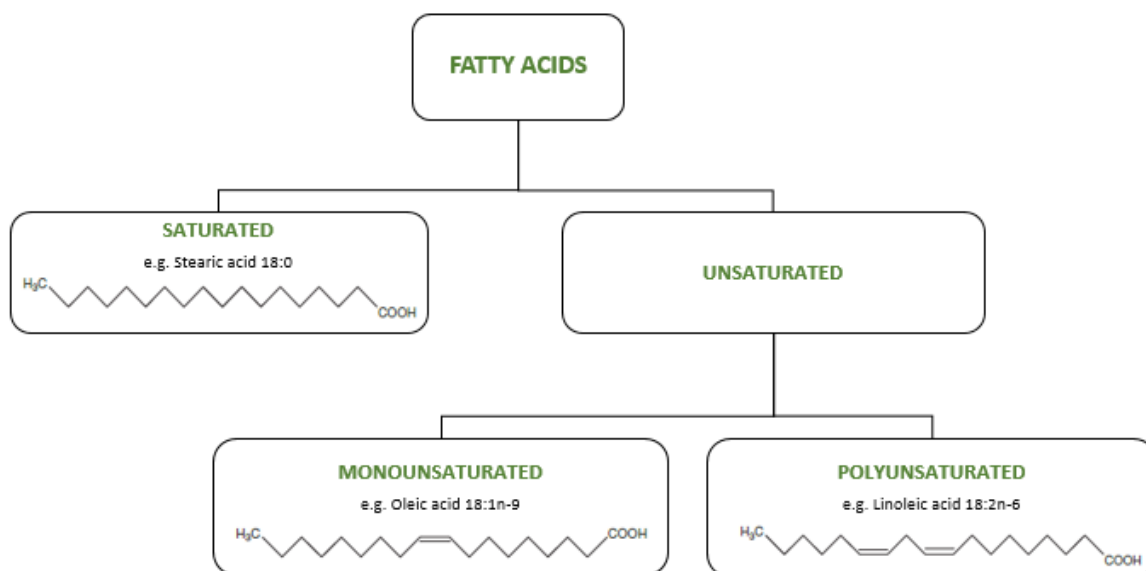 FATTY ACIDS
SATURATED
e.g. Stearic acid 18:0
H₃C
COOH
UNSATURATED
MONOUNSATURATED
e.g. Oleic acid 18:1n-9
H₃C
COOH
POLYUNSATURATED
e.g. Linoleic acid 18:2n-6
H₃C
COOH